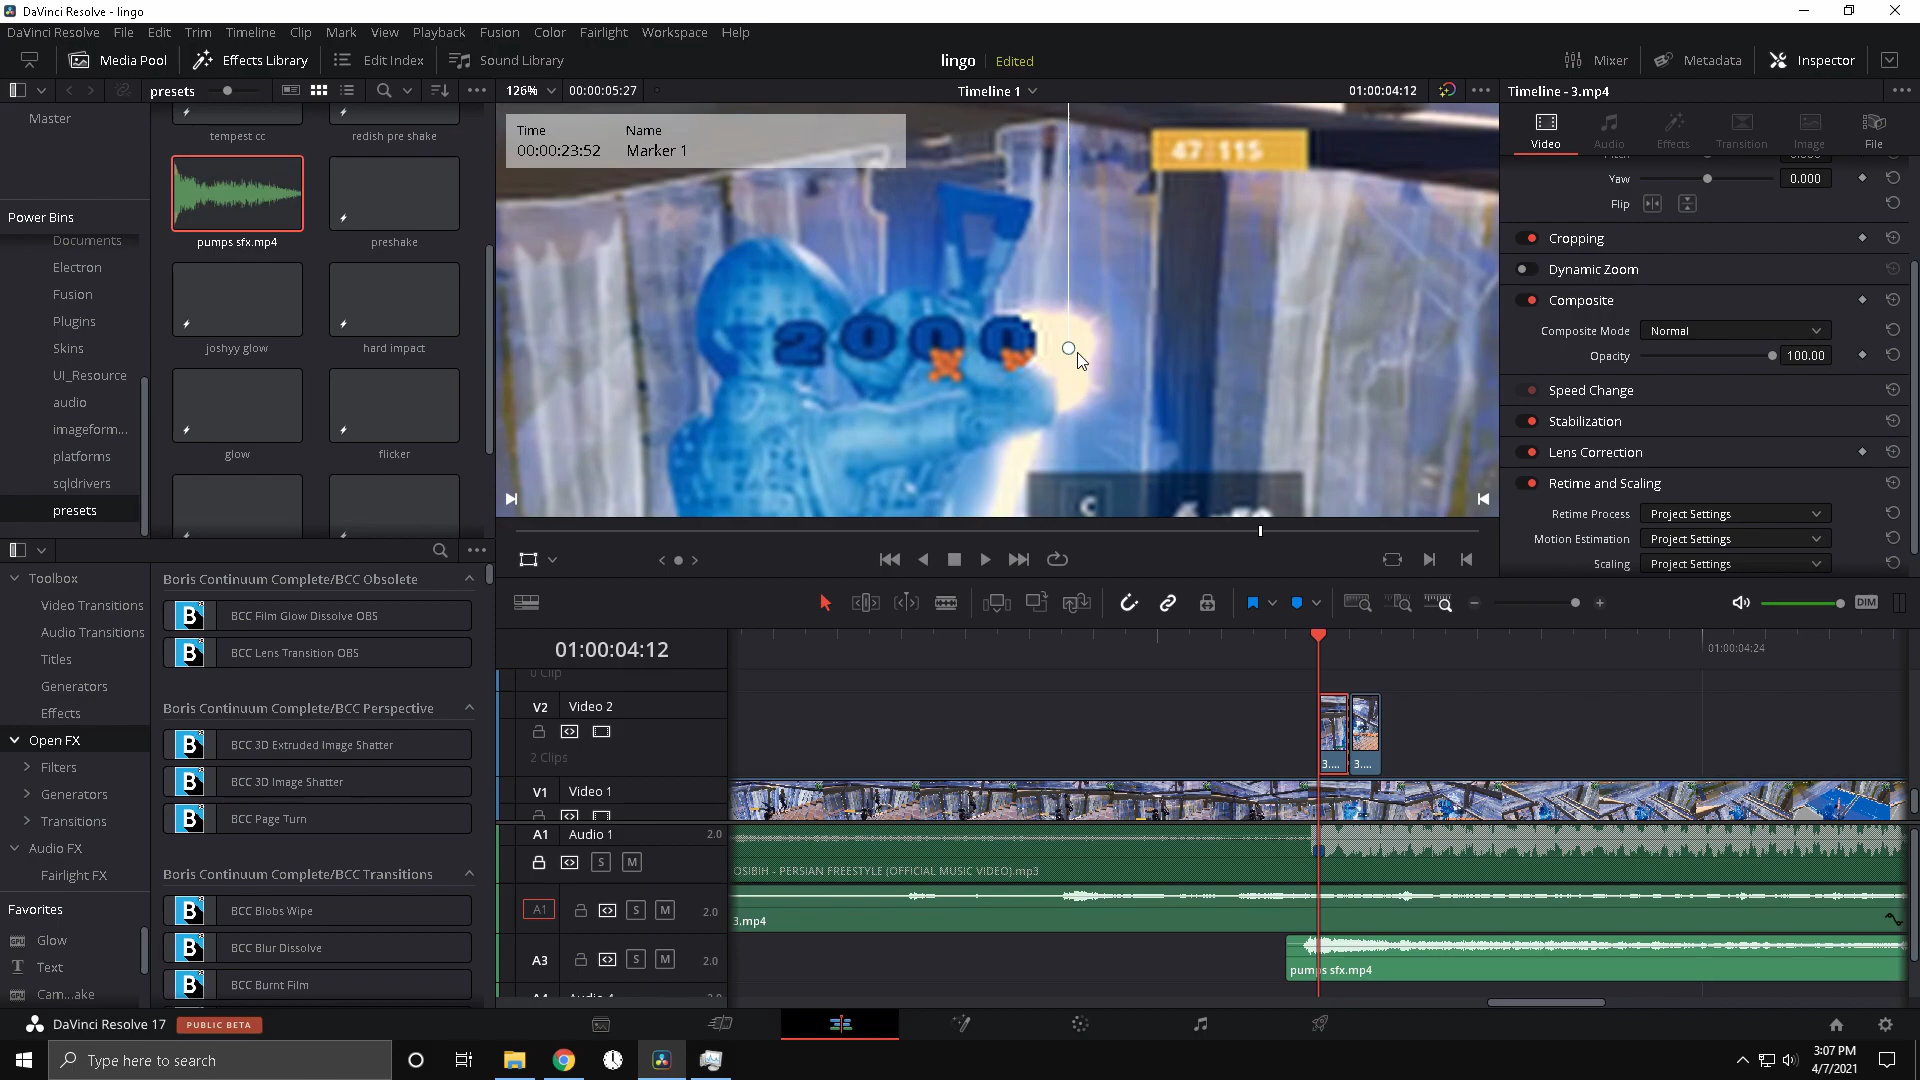 DaVinci Resolve - lingo
DaVinci Resolve File Edit Trim Timeline Clip Mark View Playback Fusion Color Fairlight Workspace Help
Media Pool Effects Library Edit Index Sound Library lingo Edited Mixer Metadata Inspector
presets 126% 00:00:05:27 Timeline 1 01:00:04:12 Timeline - 3.mp4
Master
tempest cc redish pre shake
pumps sfx.mp4 preshake
joshyy glow hard impact
glow flicker
Power Bins
Documents
Electron
Fusion
Plugins
Skins
UI_Resource
audio
imageform...
platforms
sqldrivers
presets
Time Name
00:00:23:52 Marker 1
47 115
2000
C
Video Audio Effects Transition Image File
Pitch 0.000
Yaw 0.000
Flip
Cropping
Dynamic Zoom
Composite
Composite Mode Normal
Opacity 100.00
Speed Change
Stabilization
Lens Correction
Retime and Scaling
Retime Process Project Settings
Motion Estimation Project Settings
Scaling Project Settings
Toolbox
Video Transitions
Audio Transitions
Titles
Generators
Effects
Open FX
Filters
Generators
Transitions
Audio FX
Fairlight FX
Favorites
Glow
Text
Cam...ake
Boris Continuum Complete/BCC Obsolete
B BCC Film Glow Dissolve OBS
B BCC Lens Transition OBS
Boris Continuum Complete/BCC Perspective
B BCC 3D Extruded Image Shatter
B BCC 3D Image Shatter
B BCC Page Turn
Boris Continuum Complete/BCC Transitions
B BCC Blobs Wipe
B BCC Blur Dissolve
B BCC Burnt Film
DIM
01:00:04:12 01:00:04:24
0 Clip
V2 Video 2
2 Clips
3.... 3....
V1 Video 1
A1 Audio 1 2.0
S M
OSIBIH - PERSIAN FREESTYLE (OFFICIAL MUSIC VIDEO).mp3
A1 S M 2.0
3.mp4
A3 S M 2.0
pumps sfx.mp4
A4 Audio 4 2.0
DaVinci Resolve 17 PUBLIC BETA
Type here to search
3:07 PM
4/7/2021